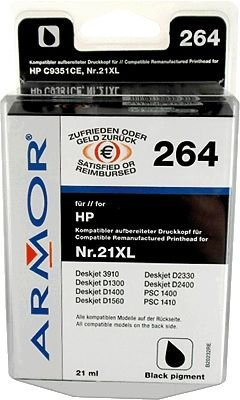 264
Kompatibler aufbereiteter Druckkopf für //
Compatible Remanufactured Printhead for
HP C9351CE, Nr.21XL
ARMOR
ZUFRIEDEN ODER
GELD ZURÜCK
€
SATISFIED OR
REIMBURSED
264
für // for
HP
Kompatibler aufbereiteter Druckkopf für
Compatible Remanufactured Printhead for
Nr.21XL
Deskjet 3910
Deskjet D1300
Deskjet D1400
Deskjet D1560
Deskjet D2330
Deskjet D2400
PSC 1400
PSC 1410
Alle kompatiblen Modelle auf der Rückseite.
All compatible models on the back side.
21 ml
Black pigment
B20232RE